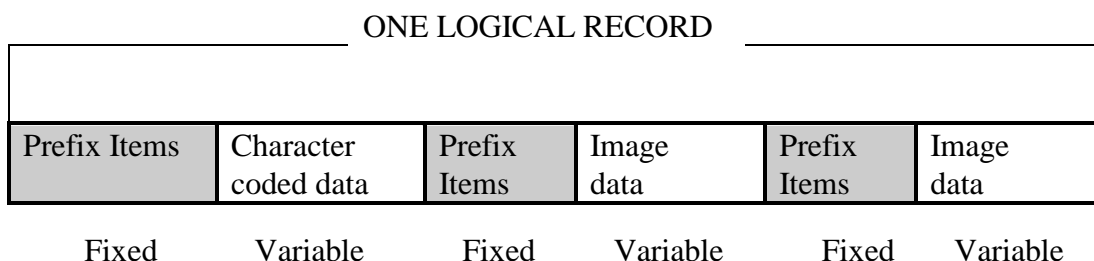 ONE LOGICAL RECORD
Prefix Items Character Prefix Image Prefix Image
coded data Items data Items data
Fixed Variable Fixed Variable Fixed Variable